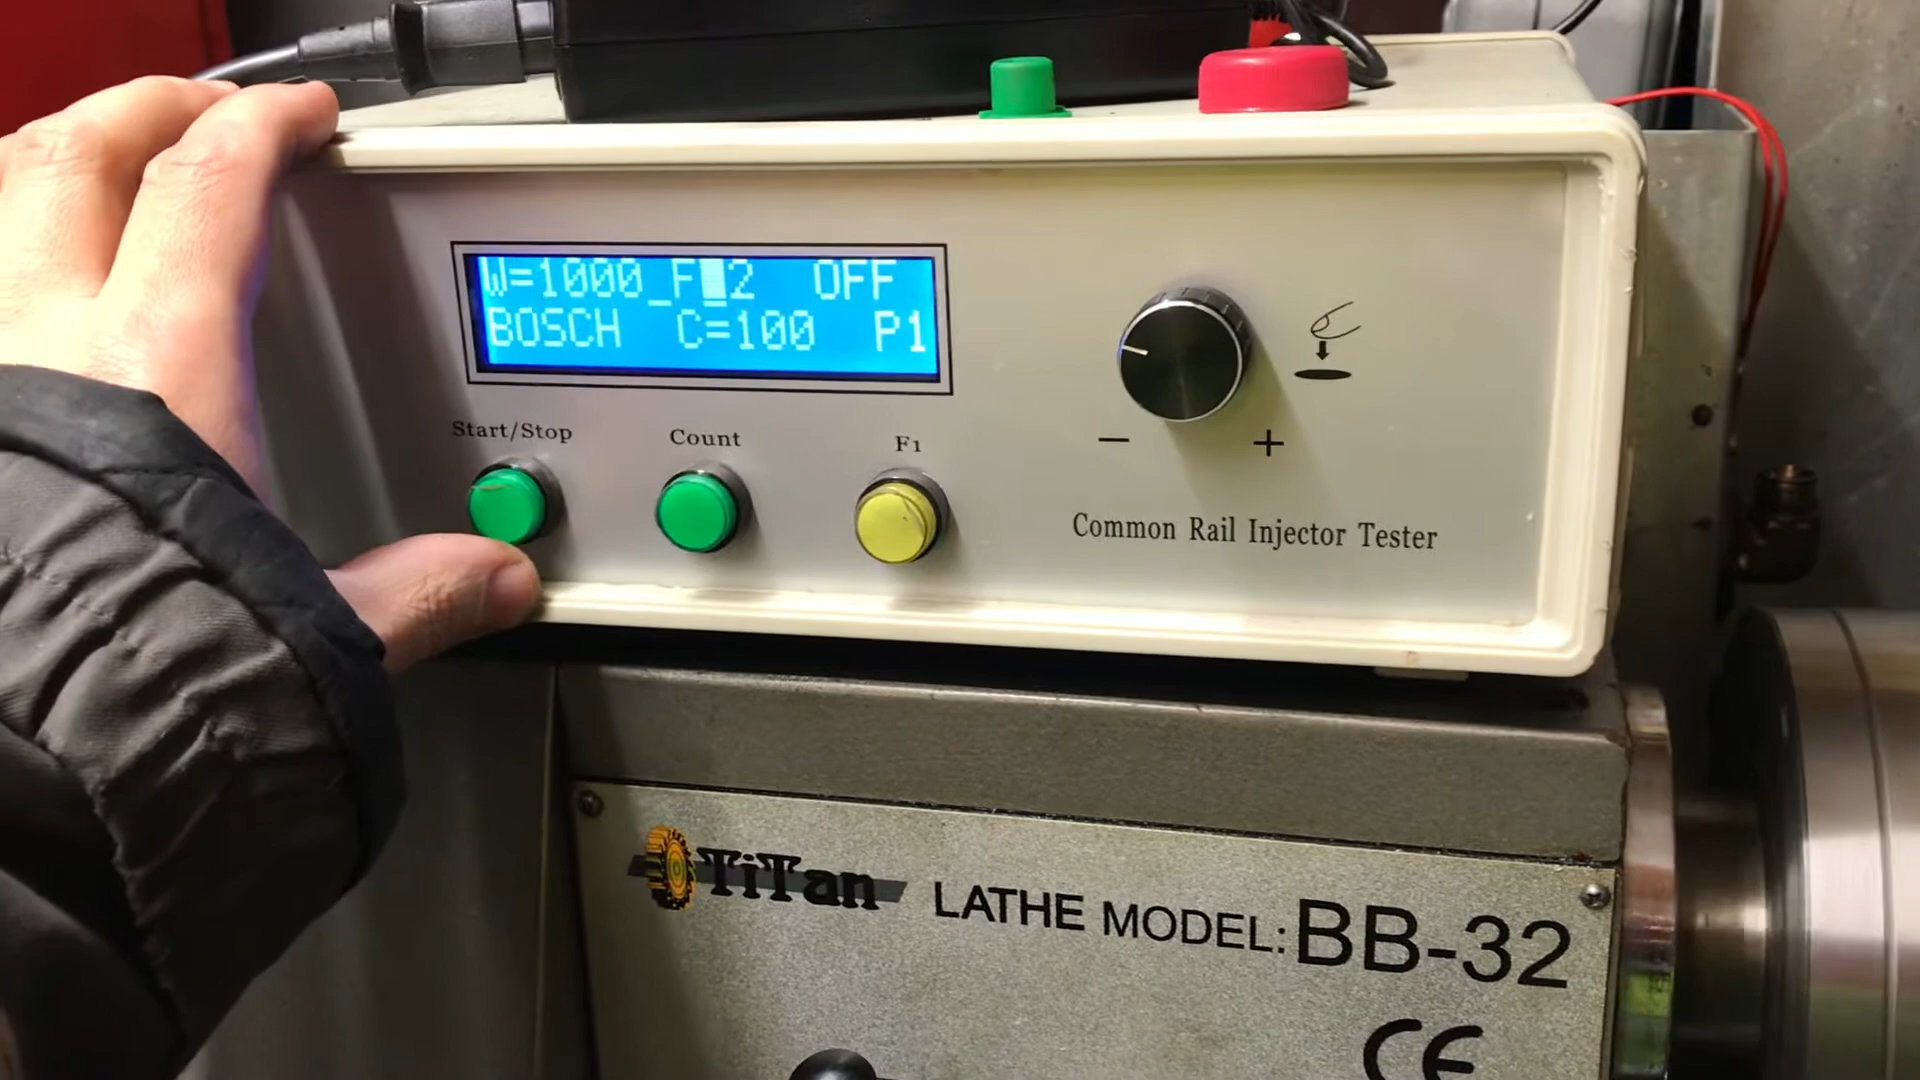 W=1000_F 2 OFF
BOSCH C=100 P1
Start/Stop
Count
F1
− +
Common Rail Injector Tester
TiTan LATHE MODEL: BB-32
CE